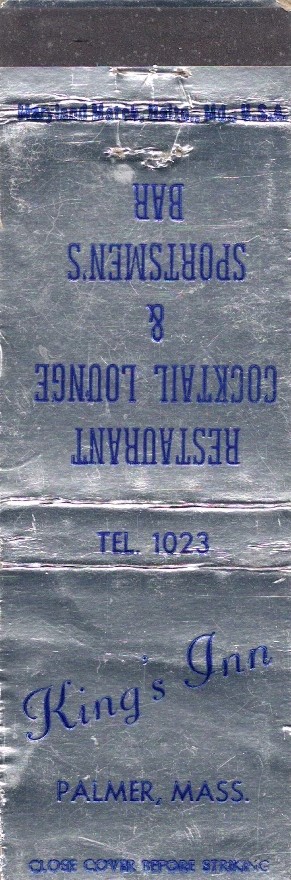 Maryland Match, Balto., Md., U.S.A.
RESTAURANT
COCKTAIL LOUNGE
&
SPORTSMEN'S
BAR
TEL. 1023
King's Inn
PALMER, MASS.
CLOSE COVER BEFORE STRIKING